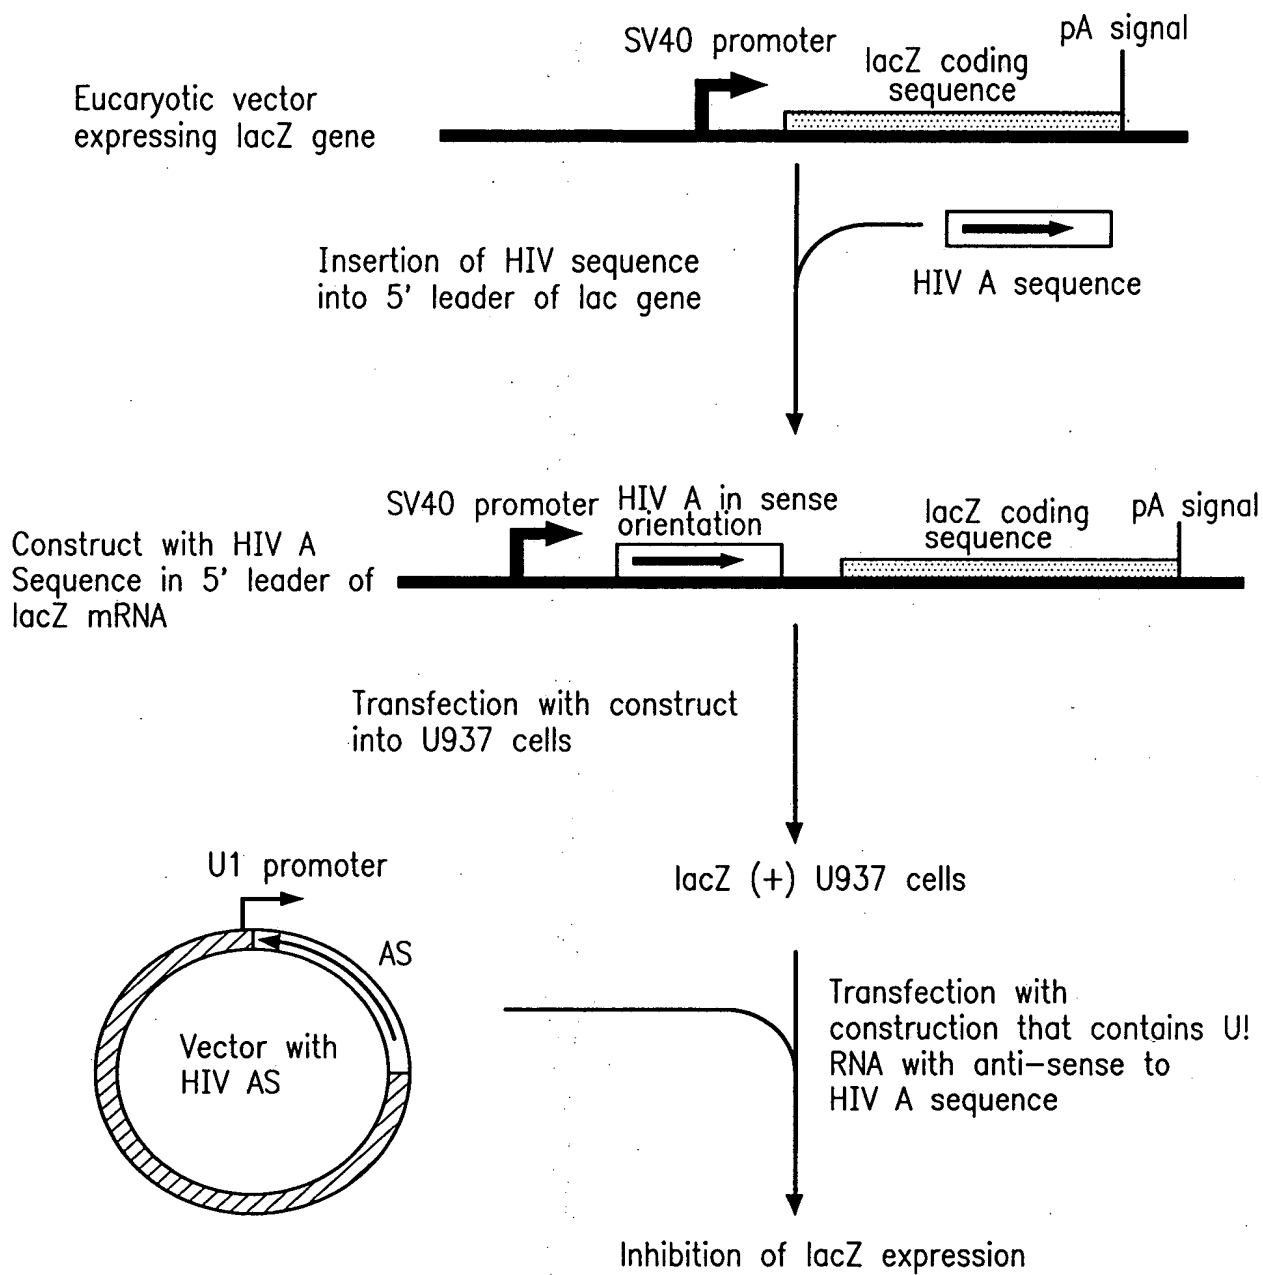 SV40 promoter
pA signal
lacZ coding
sequence
Eucaryotic vector
expressing lacZ gene
Insertion of HIV sequence
into 5' leader of lac gene
HIV A sequence
SV40 promoter
HIV A in sense
orientation
lacZ coding
sequence
pA signal
Construct with HIV A
Sequence in 5' leader of
lacZ mRNA
Transfection with construct
into U937 cells
U1 promoter
lacZ (+) U937 cells
AS
Vector with
HIV AS
Transfection with
construction that contains U!
RNA with anti-sense to
HIV A sequence
Inhibition of lacZ expression